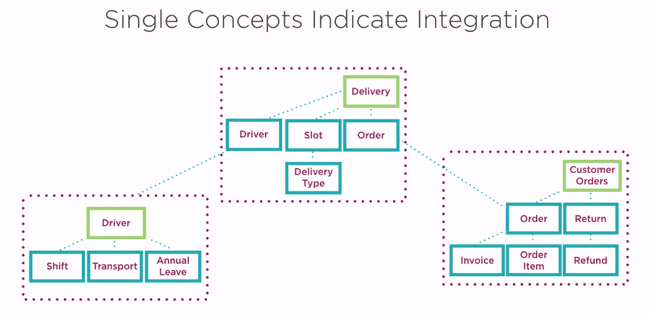 Single Concepts Indicate Integration
Delivery
Driver
Slot
Order
Delivery
Type
Customer
Orders
Order
Return
Invoice
Order
Item
Refund
Driver
Shift
Transport
Annual
Leave